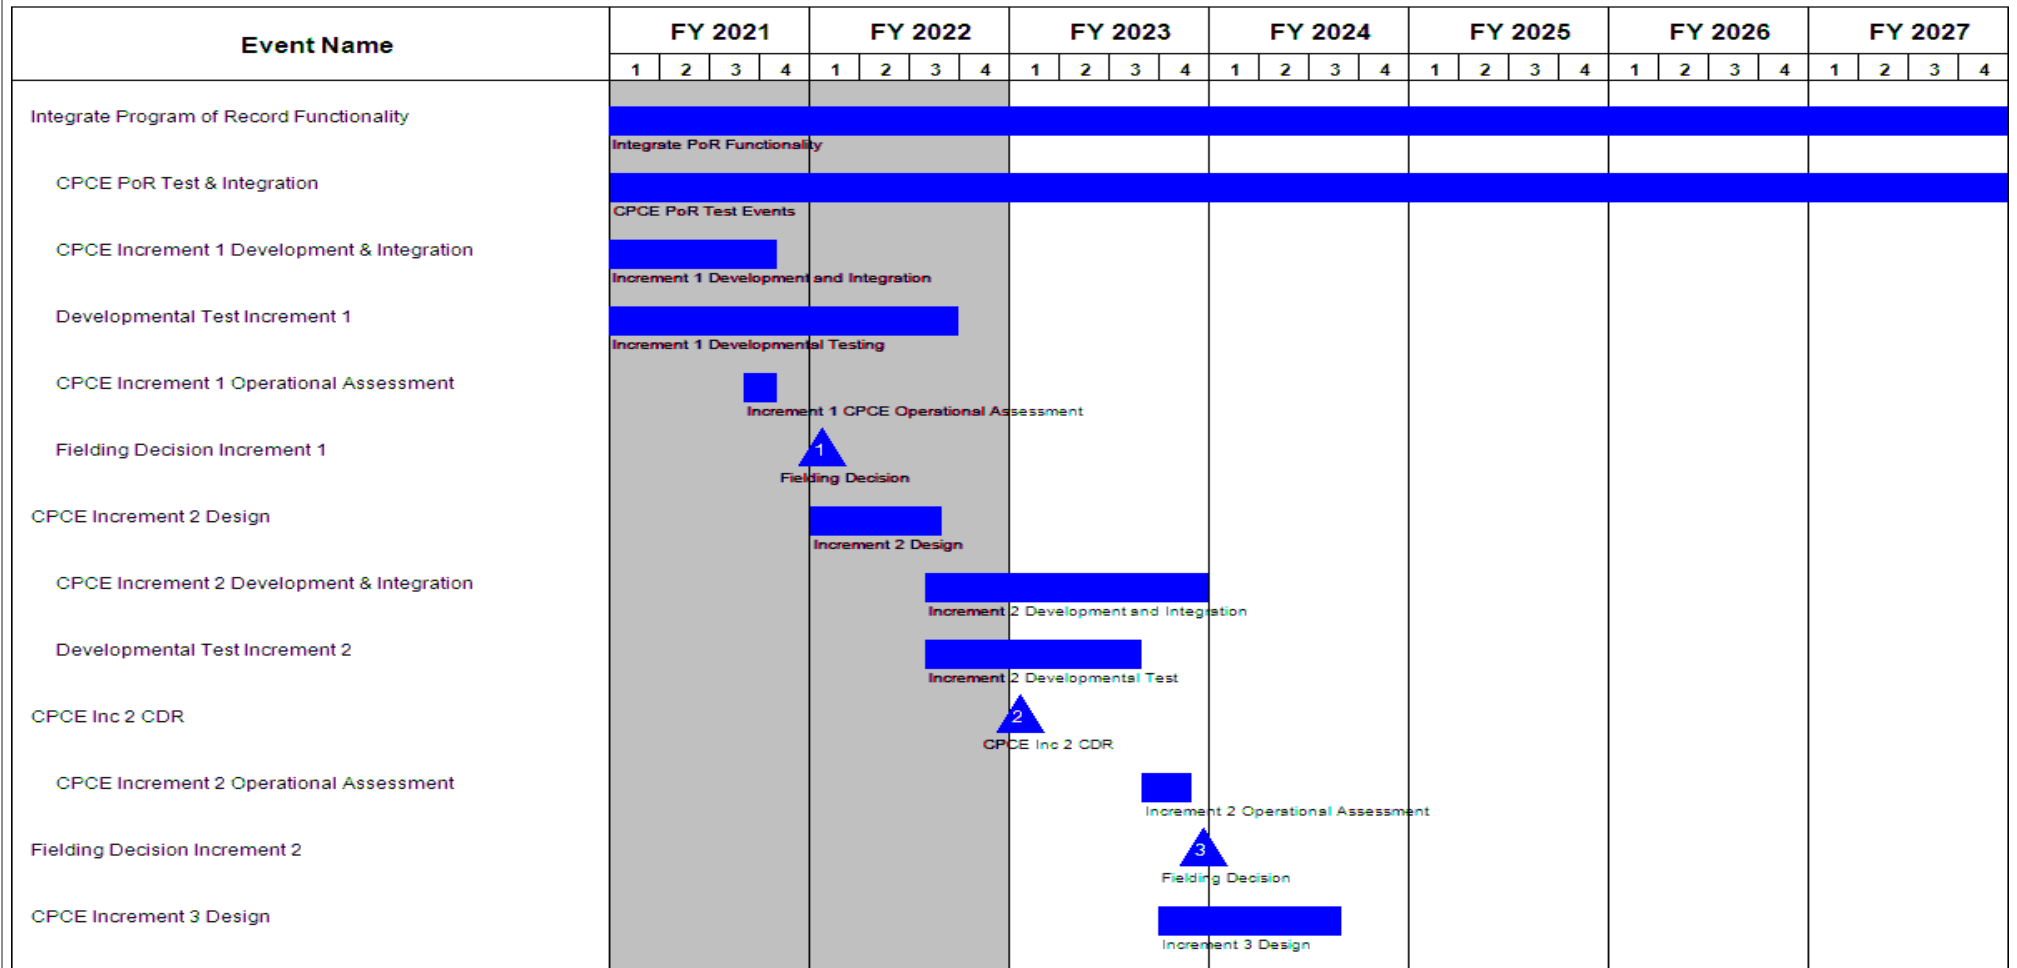 Event Name
FY 2021 FY 2022 FY 2023 FY 2024 FY 2025 FY 2026 FY 2027
1 2 3 4 1 2 3 4 1 2 3 4 1 2 3 4 1 2 3 4 1 2 3 4 1 2 3 4
Integrate Program of Record Functionality
Integrate PoR Functionality
CPCE PoR Test & Integration
CPCE PoR Test Events
CPCE Increment 1 Development & Integration
Increment 1 Development and Integration
Developmental Test Increment 1
Increment 1 Developmental Testing
CPCE Increment 1 Operational Assessment
Increment 1 CPCE Operational Assessment
Fielding Decision Increment 1
1
Fielding Decision
CPCE Increment 2 Design
Increment 2 Design
CPCE Increment 2 Development & Integration
Increment 2 Development and Integration
Developmental Test Increment 2
Increment 2 Developmental Test
CPCE Inc 2 CDR
2
CPCE Inc 2 CDR
CPCE Increment 2 Operational Assessment
Increment 2 Operational Assessment
Fielding Decision Increment 2
3
Fielding Decision
CPCE Increment 3 Design
Increment 3 Design